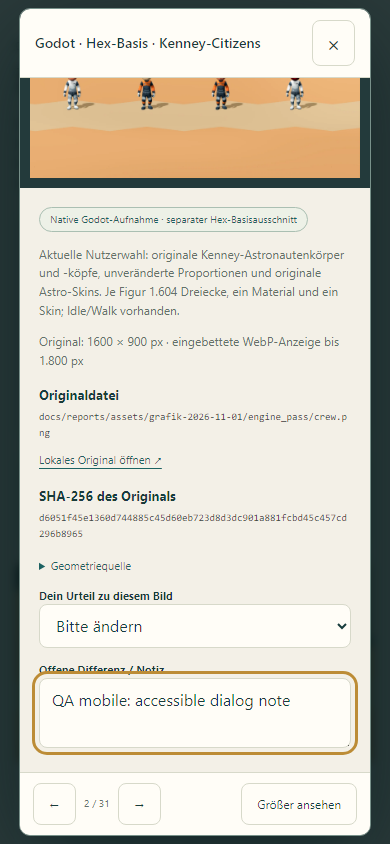 Godot · Hex-Basis · Kenney-Citizens
×
Native Godot-Aufnahme · separater Hex-Basisausschnitt
Aktuelle Nutzerwahl: originale Kenney-Astronautenkörper
und -köpfe, unveränderte Proportionen und originale
Astro-Skins. Je Figur 1.604 Dreiecke, ein Material und ein
Skin; Idle/Walk vorhanden.
Original: 1600 × 900 px · eingebettete WebP-Anzeige bis
1.800 px
Originaldatei
docs/reports/assets/grafik-2026-11-01/engine_pass/crew.p
ng
Lokales Original öffnen ↗
SHA-256 des Originals
d6051f45e1360d744885c45d60eb723d8d3dc901a881fcbd45c457cd
296b8965
▶ Geometriequelle
Dein Urteil zu diesem Bild
Bitte ändern
Offene Differenz / Notiz
QA mobile: accessible dialog note
← 2 / 31 → Größer ansehen